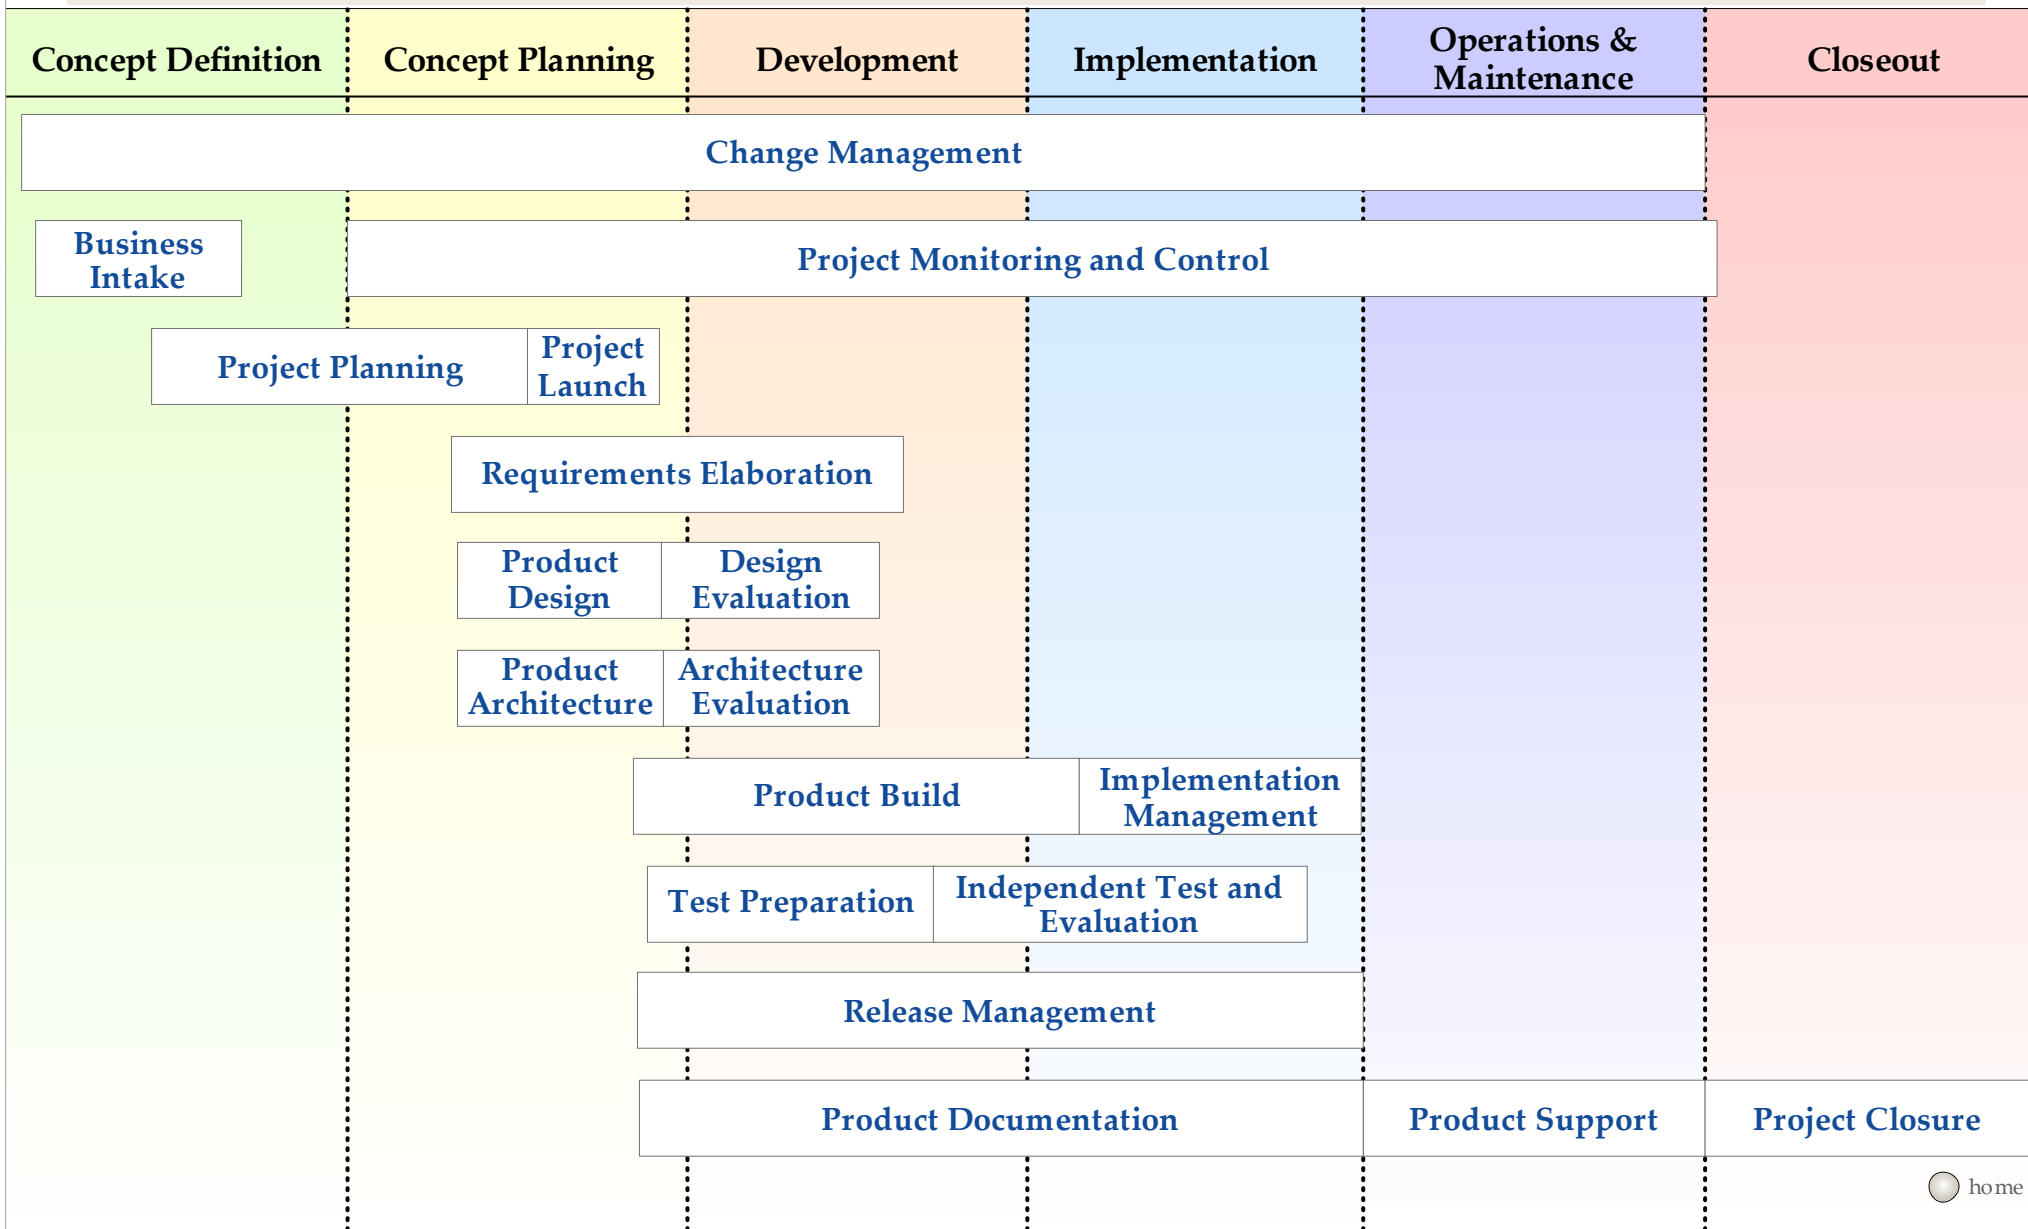 Concept Definition
Concept Planning
Development
Implementation
Operations &
Maintenance
Closeout
Change Management
Business
Intake
Project Monitoring and Control
Project Planning
Project
Launch
Requirements Elaboration
Product
Design
Design
Evaluation
Product
Architecture
Architecture
Evaluation
Product Build
Implementation
Management
Test Preparation
Independent Test and
Evaluation
Release Management
Product Documentation
Product Support
Project Closure
home